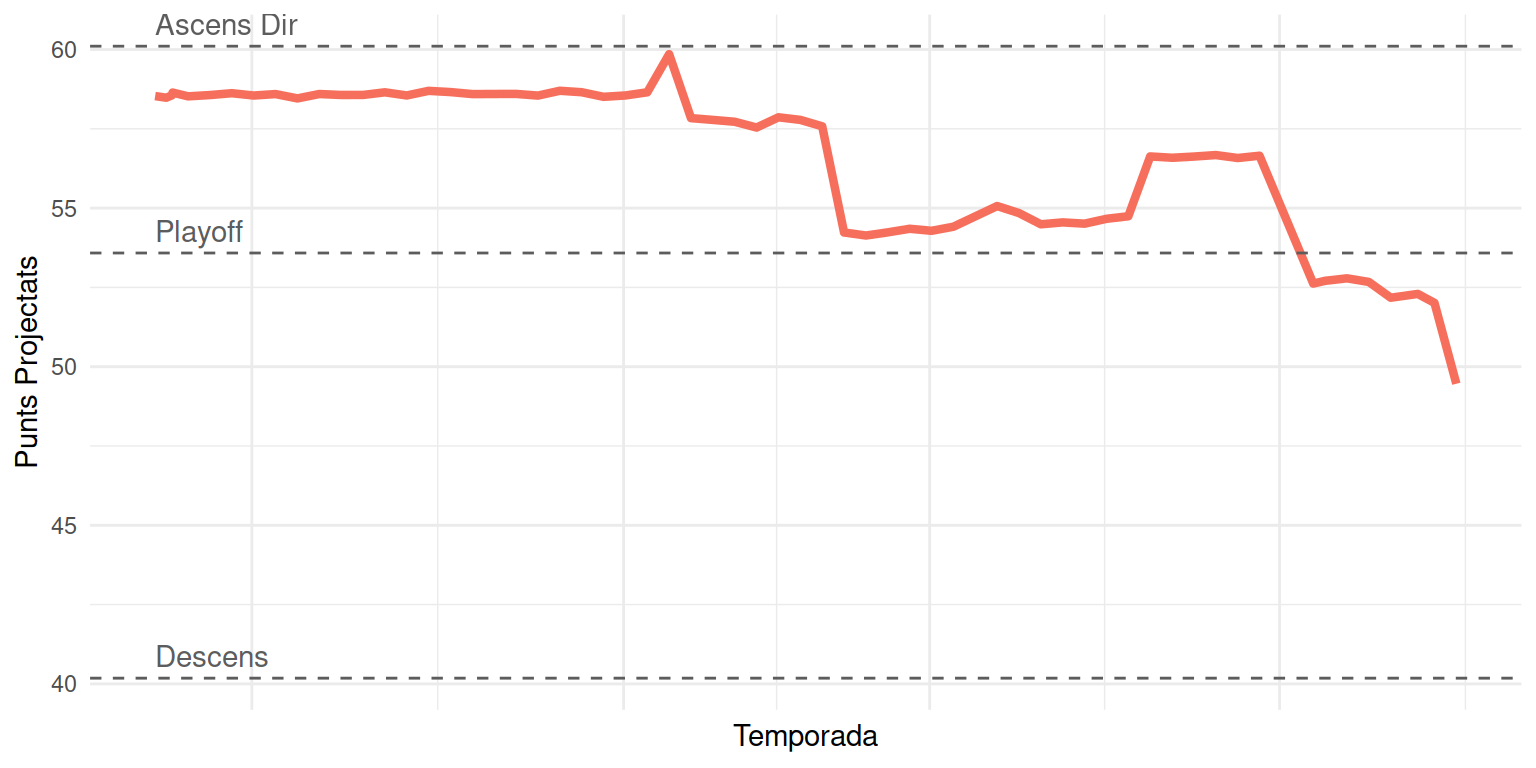 Ascens Dir
60
55
Playoff
50
45
Descens
40
Punts Projectats
Temporada